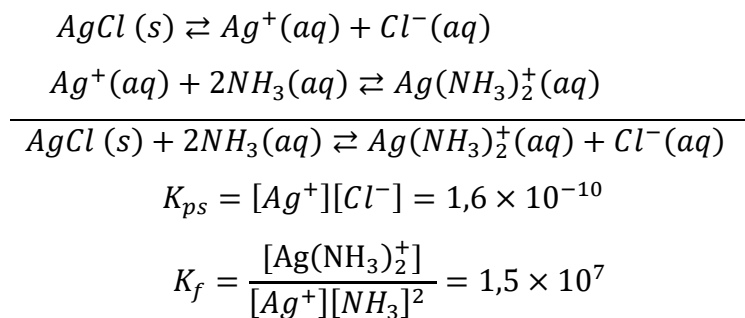 AgCl (s) ⇄ Ag⁺(aq) + Cl⁻(aq)
Ag⁺(aq) + 2NH₃(aq) ⇄ Ag(NH₃)₂⁺(aq)
AgCl (s) + 2NH₃(aq) ⇄ Ag(NH₃)₂⁺(aq) + Cl⁻(aq)
K_ps = [Ag⁺][Cl⁻] = 1,6 × 10⁻¹⁰
K_f = [Ag(NH₃)₂⁺] / [Ag⁺][NH₃]² = 1,5 × 10⁷